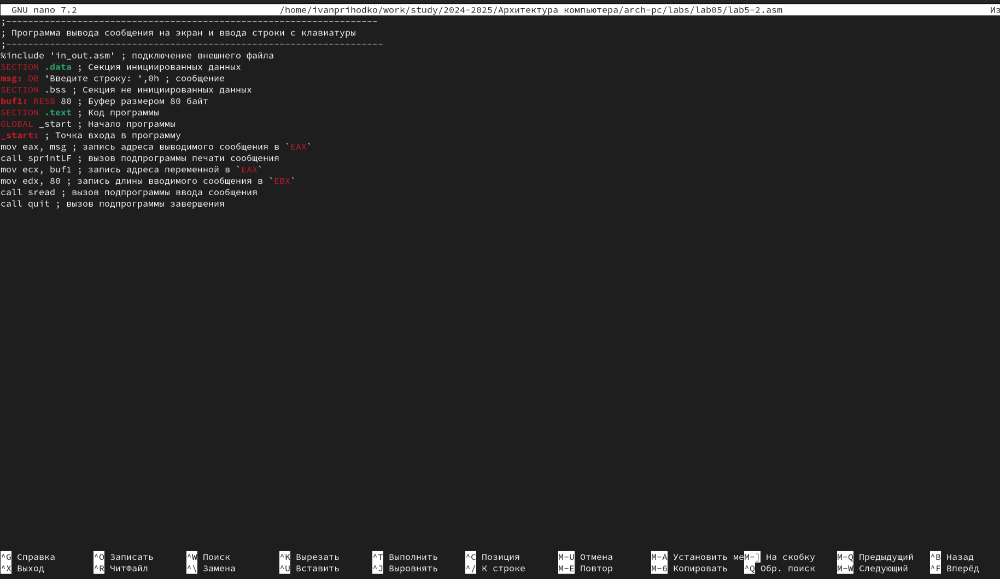 GNU nano 7.2 /home/ivanprihodko/work/study/2024-2025/Архитектура компьютера/arch-pc/labs/lab05/lab5-2.asm Из
;--------------------------------------------------------------------
; Программа вывода сообщения на экран и ввода строки с клавиатуры
;---------------------------------------------------------------------
%include 'in_out.asm' ; подключение внешнего файла
SECTION .data ; Секция инициированных данных
msg: DB 'Введите строку: ',0h ; сообщение
SECTION .bss ; Секция не инициированных данных
buf1: RESB 80 ; Буфер размером 80 байт
SECTION .text ; Код программы
GLOBAL _start ; Начало программы
_start: ; Точка входа в программу
mov eax, msg ; запись адреса выводимого сообщения в `EAX`
call sprintLF ; вызов подпрограммы печати сообщения
mov ecx, buf1 ; запись адреса переменной в `EAX`
mov edx, 80 ; запись длины вводимого сообщения в `EBX`
call sread ; вызов подпрограммы ввода сообщения
call quit ; вызов подпрограммы завершения
^G Справка ^O Записать ^W Поиск ^K Вырезать ^T Выполнить ^C Позиция M-U Отмена M-A Установить ме M-] На скобку M-Q Предыдущий ^B Назад
^X Выход ^R ЧитФайл ^\ Замена ^U Вставить ^J Выровнять ^/ К строке M-E Повтор M-6 Копировать ^Q Обр. поиск M-W Следующий ^F Вперёд